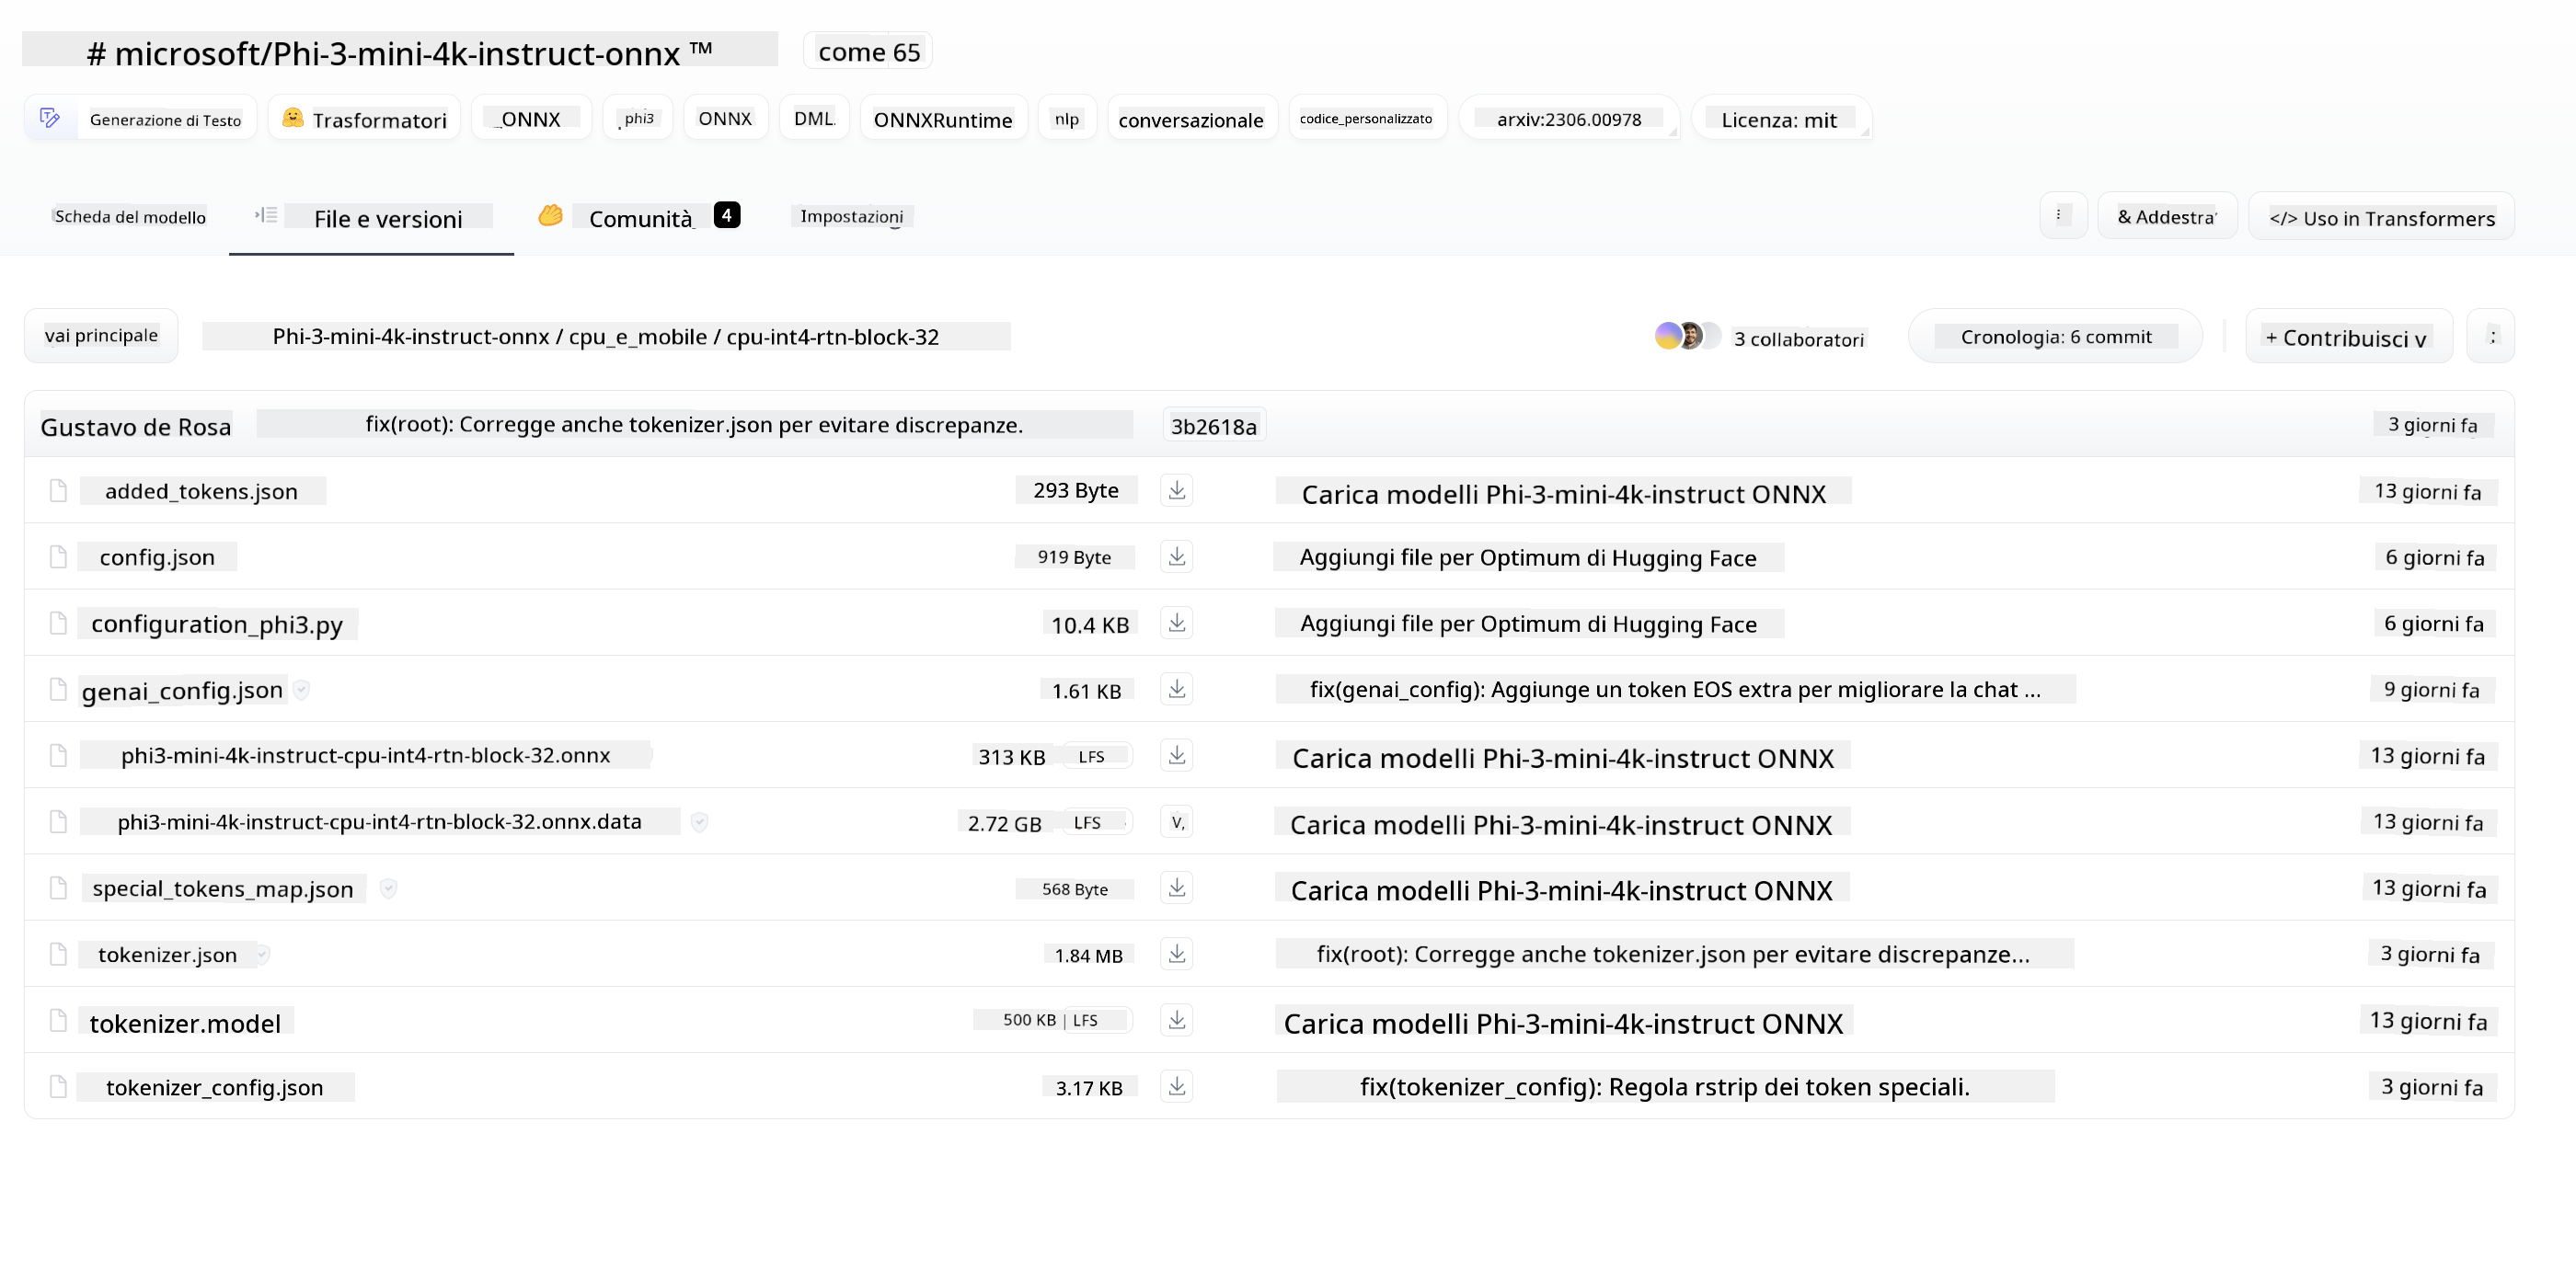 # microsoft/Phi-3-mini-4k-instruct-onnx ™ come 65
Generazione di Testo Trasformatori _ONNX phi3 ONNX DML ONNXRuntime nlp conversazionale codice_personalizzato arxiv:2306.00978 Licenza: mit
Scheda del modello File e versioni Comunità 4 Impostazioni & Addestra </> Uso in Transformers
vai principale Phi-3-mini-4k-instruct-onnx / cpu_e_mobile / cpu-int4-rtn-block-32 3 collaboratori Cronologia: 6 commit + Contribuisci v
Gustavo de Rosa fix(root): Corregge anche tokenizer.json per evitare discrepanze. 3b2618a 3 giorni fa
added_tokens.json 293 Byte Carica modelli Phi-3-mini-4k-instruct ONNX 13 giorni fa
config.json 919 Byte Aggiungi file per Optimum di Hugging Face 6 giorni fa
configuration_phi3.py 10.4 KB Aggiungi file per Optimum di Hugging Face 6 giorni fa
genai_config.json 1.61 KB fix(genai_config): Aggiunge un token EOS extra per migliorare la chat ... 9 giorni fa
phi3-mini-4k-instruct-cpu-int4-rtn-block-32.onnx 313 KB LFS Carica modelli Phi-3-mini-4k-instruct ONNX 13 giorni fa
phi3-mini-4k-instruct-cpu-int4-rtn-block-32.onnx.data 2.72 GB LFS V, Carica modelli Phi-3-mini-4k-instruct ONNX 13 giorni fa
special_tokens_map.json 568 Byte Carica modelli Phi-3-mini-4k-instruct ONNX 13 giorni fa
tokenizer.json 1.84 MB fix(root): Corregge anche tokenizer.json per evitare discrepanze... 3 giorni fa
tokenizer.model 500 KB | LFS Carica modelli Phi-3-mini-4k-instruct ONNX 13 giorni fa
tokenizer_config.json 3.17 KB fix(tokenizer_config): Regola rstrip dei token speciali. 3 giorni fa